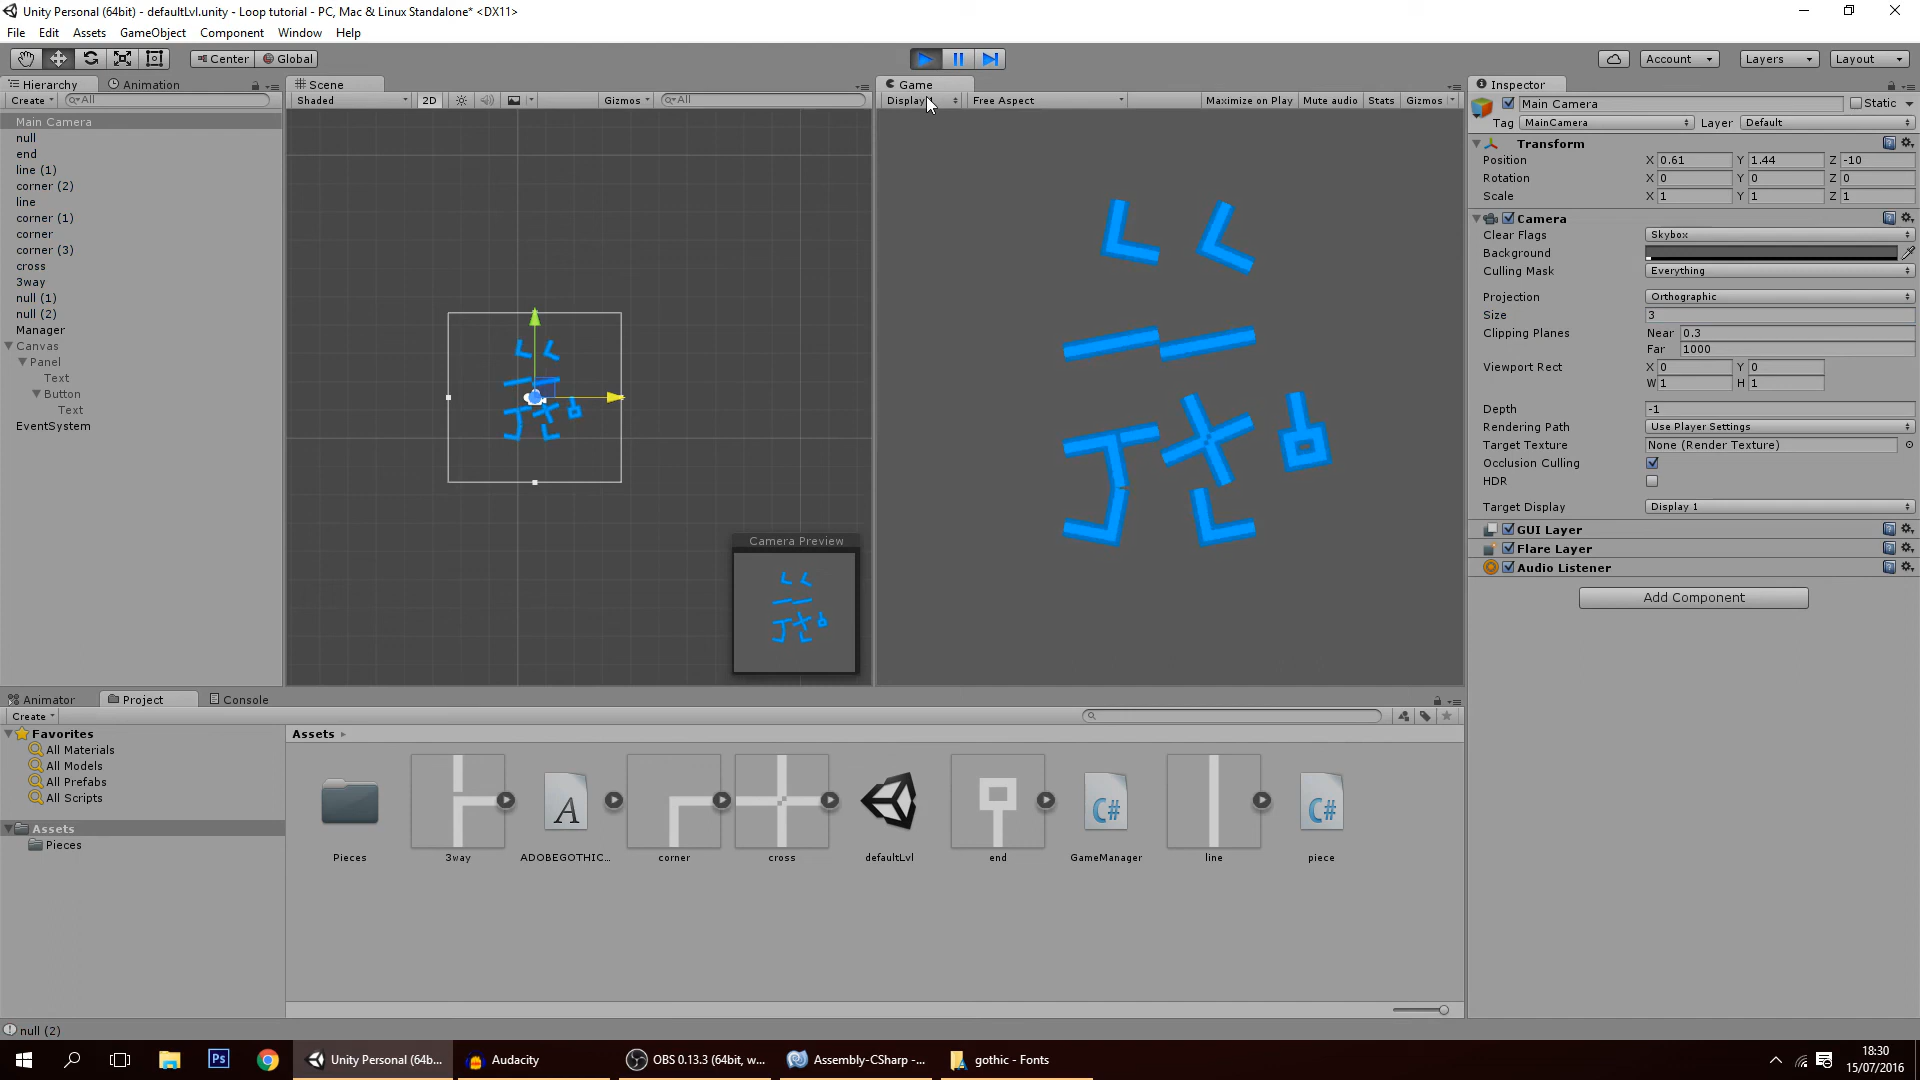 Unity Personal (64bit) - defaultLvl.unity - Loop tutorial - PC, Mac & Linux Standalone* <DX11>
File Edit Assets GameObject Component Window Help
Center Global Account Layers Layout
Hierarchy Animation Scene Game Inspector
Create All Shaded 2D Gizmos All Display Free Aspect Maximize on Play Mute audio Stats Gizmos Main Camera Static
Main Camera
null
end
line (1)
corner (2)
line
corner (1)
corner
corner (3)
cross
3way
null (1)
null (2)
Manager
Canvas
Panel
Text
Button
Text
EventSystem
Camera Preview
Tag MainCamera Layer Default
Transform
Position X 0.61 Y 1.44 Z -10
Rotation X 0 Y 0 Z 0
Scale X 1 Y 1 Z 1
Camera
Clear Flags Skybox
Background
Culling Mask Everything
Projection Orthographic
Size 3
Clipping Planes Near 0.3
Far 1000
Viewport Rect X 0 Y 0
W 1 H 1
Depth -1
Rendering Path Use Player Settings
Target Texture None (Render Texture)
Occlusion Culling
HDR
Target Display Display 1
GUI Layer
Flare Layer
Audio Listener
Add Component
Animator Project Console
Create
Favorites
All Materials
All Models
All Prefabs
All Scripts
Assets
Pieces
Assets
A C# C#
Pieces 3way ADOBEGOTHIC... corner cross defaultLvl end GameManager line piece
null (2)
Ps Unity Personal (64b... Audacity OBS 0.13.3 (64bit, w... Assembly-CSharp -... gothic - Fonts
18:30
15/07/2016